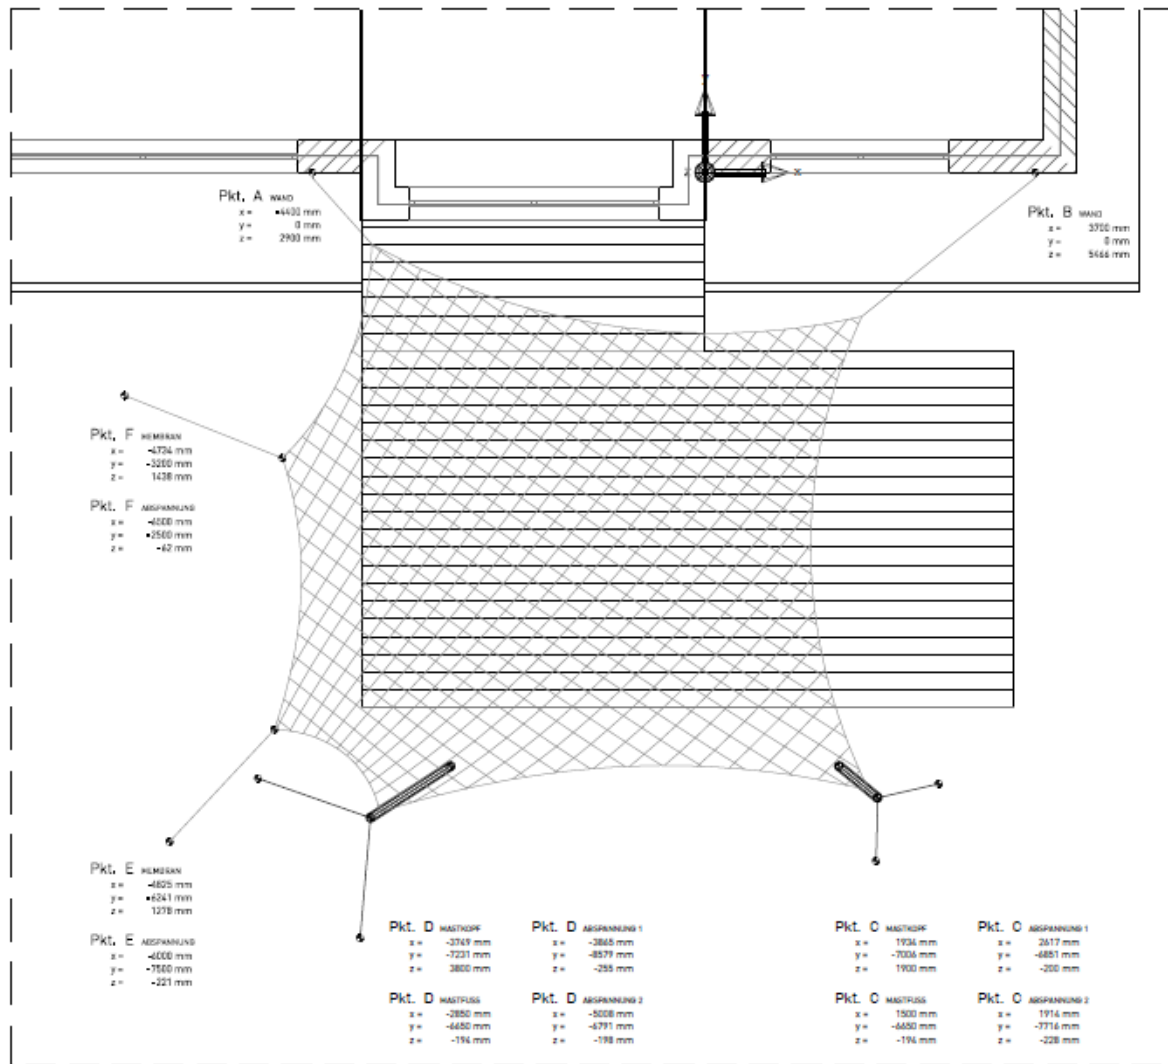 Y
z
x
Pkt. A WAND
x = -4400 mm
y = 0 mm
z = 2900 mm
Pkt. B WAND
x = 3700 mm
y = 0 mm
z = 5466 mm
Pkt. F MEMBRAN
x = -4734 mm
y = -3200 mm
z = 1438 mm
Pkt. F ABSPANNUNG
x = -6500 mm
y = -2500 mm
z = -62 mm
Pkt. E MEMBRAN
x = -4825 mm
y = -6241 mm
z = 1278 mm
Pkt. E ABSPANNUNG
x = -6000 mm
y = -7500 mm
z = -221 mm
Pkt. D MASTKOPF
x = -3749 mm
y = -7231 mm
z = 3800 mm
Pkt. D ABSPANNUNG 1
x = -3865 mm
y = -8579 mm
z = -255 mm
Pkt. D MASTFUSS
x = -2850 mm
y = -6650 mm
z = -194 mm
Pkt. D ABSPANNUNG 2
x = -5008 mm
y = -6791 mm
z = -198 mm
Pkt. C MASTKOPF
x = 1934 mm
y = -7006 mm
z = 1900 mm
Pkt. C ABSPANNUNG 1
x = 2617 mm
y = -6851 mm
z = -200 mm
Pkt. C MASTFUSS
x = 1500 mm
y = -6650 mm
z = -194 mm
Pkt. C ABSPANNUNG 2
x = 1914 mm
y = -7716 mm
z = -228 mm